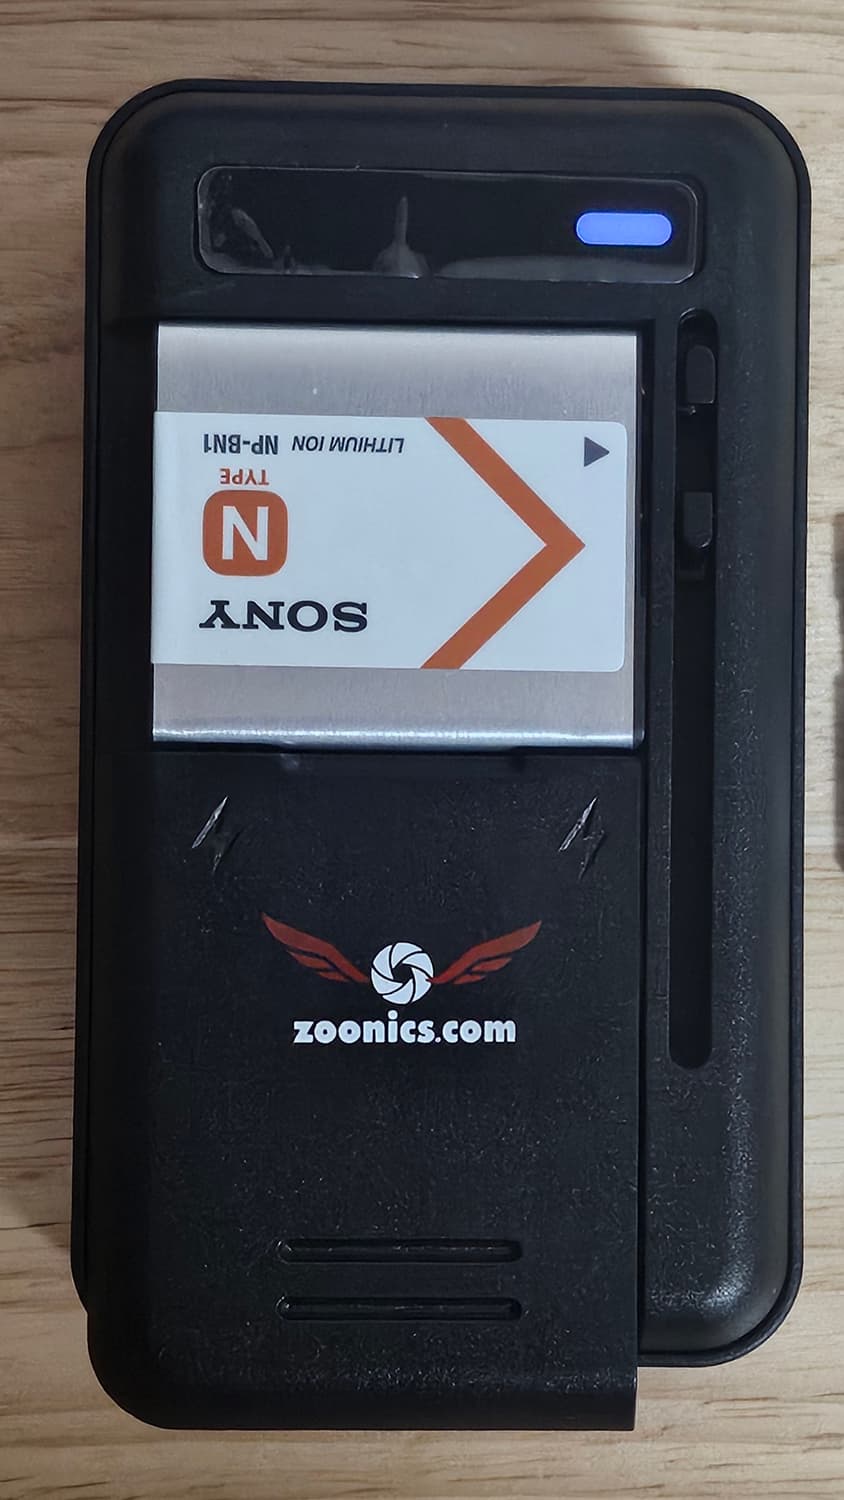 LITHIUM ION NP-BN1
TYPE
N
SONY
zoonics.com